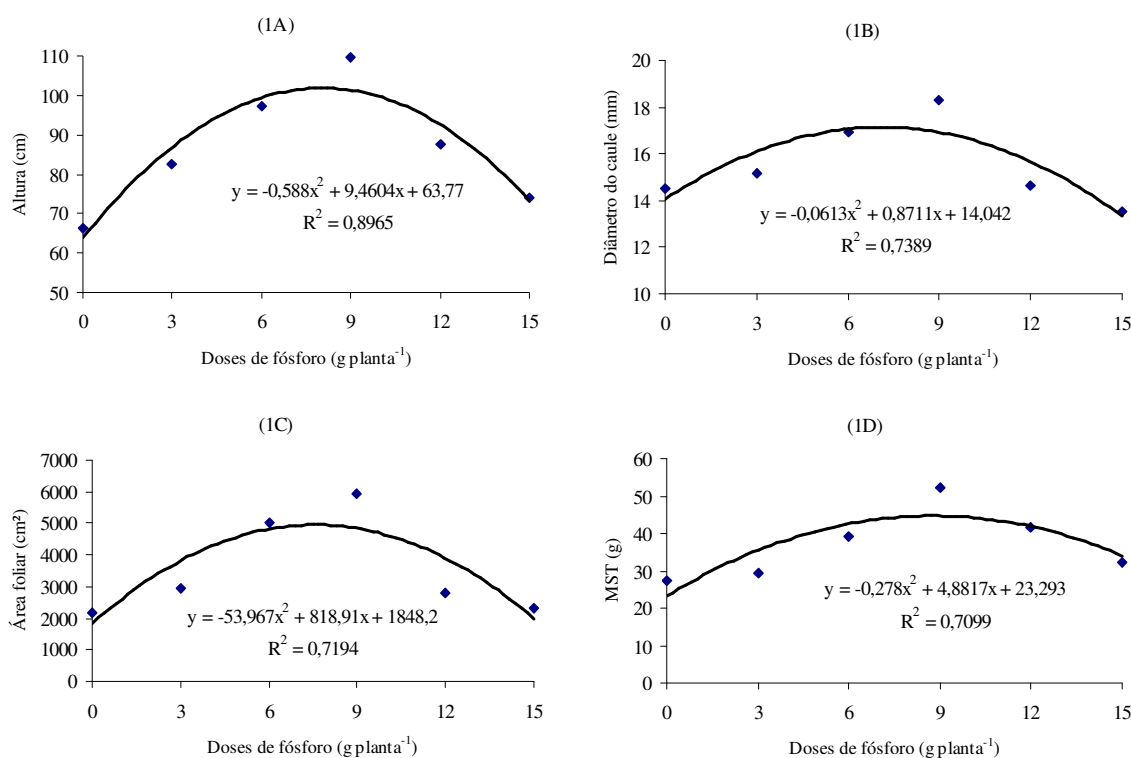 (1A)
110
100
90
80
70
60
50
Altura (cm)
y = -0,588x² + 9,4604x + 63,77
R² = 0,8965
0 3 6 9 12 15
Doses de fósforo (g planta⁻¹)
(1B)
20
18
16
14
12
10
Diâmetro do caule (mm)
y = -0,0613x² + 0,8711x + 14,042
R² = 0,7389
0 3 6 9 12 15
Doses de fósforo (g planta⁻¹)
(1C)
7000
6000
5000
4000
3000
2000
1000
0
Área foliar (cm²)
y = -53,967x² + 818,91x + 1848,2
R² = 0,7194
0 3 6 9 12 15
Doses de fósforo (g planta⁻¹)
(1D)
60
50
40
30
20
10
0
MST (g)
y = -0,278x² + 4,8817x + 23,293
R² = 0,7099
0 3 6 9 12 15
Doses de fósforo (g planta⁻¹)